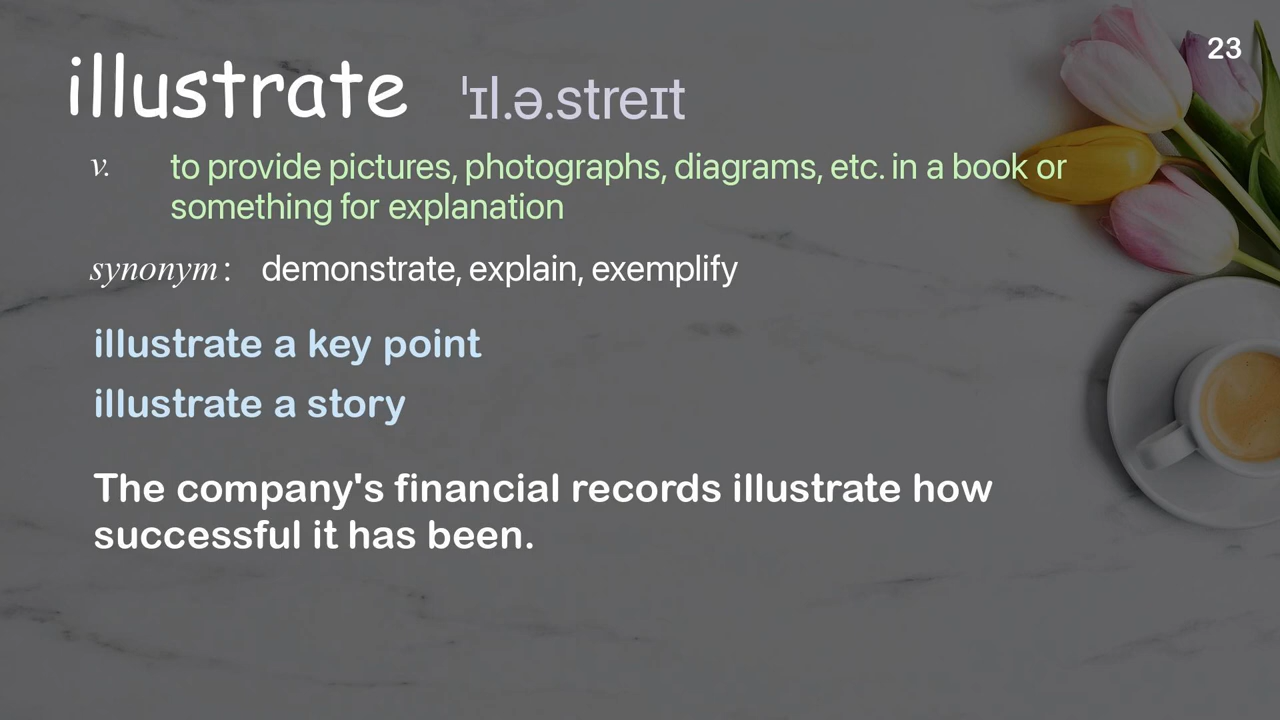 23
illustrate ˈɪl.ə.streɪt
v. to provide pictures, photographs, diagrams, etc. in a book or
something for explanation
synonym : demonstrate, explain, exemplify
illustrate a key point
illustrate a story
The company's financial records illustrate how
successful it has been.